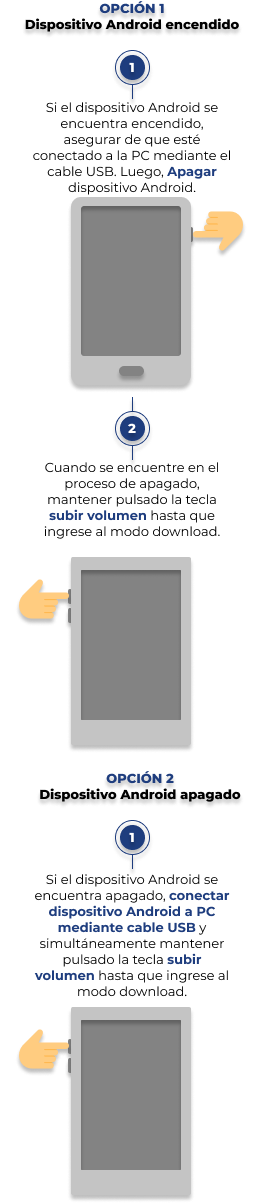 OPCIÓN 1
Dispositivo Android encendido
1
Si el dispositivo Android se
encuentra encendido,
asegurar de que esté
conectado a la PC mediante el
cable USB. Luego, Apagar
dispositivo Android.
2
Cuando se encuentre en el
proceso de apagado,
mantener pulsado la tecla
subir volumen hasta que
ingrese al modo download.
OPCIÓN 2
Dispositivo Android apagado
1
Si el dispositivo Android se
encuentra apagado, conectar
dispositivo Android a PC
mediante cable USB y
simultáneamente mantener
pulsado la tecla subir
volumen hasta que ingrese al
modo download.